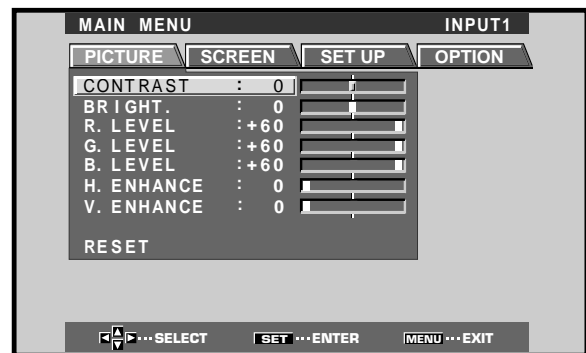 MAIN MENU INPUT1
PICTURE SCREEN SET UP OPTION
CONTRAST : 0
BRIGHT. : 0
R. LEVEL :+60
G. LEVEL :+60
B. LEVEL :+60
H. ENHANCE : 0
V. ENHANCE : 0
RESET
◀▲▼▶···SELECT SET ···ENTER MENU ···EXIT